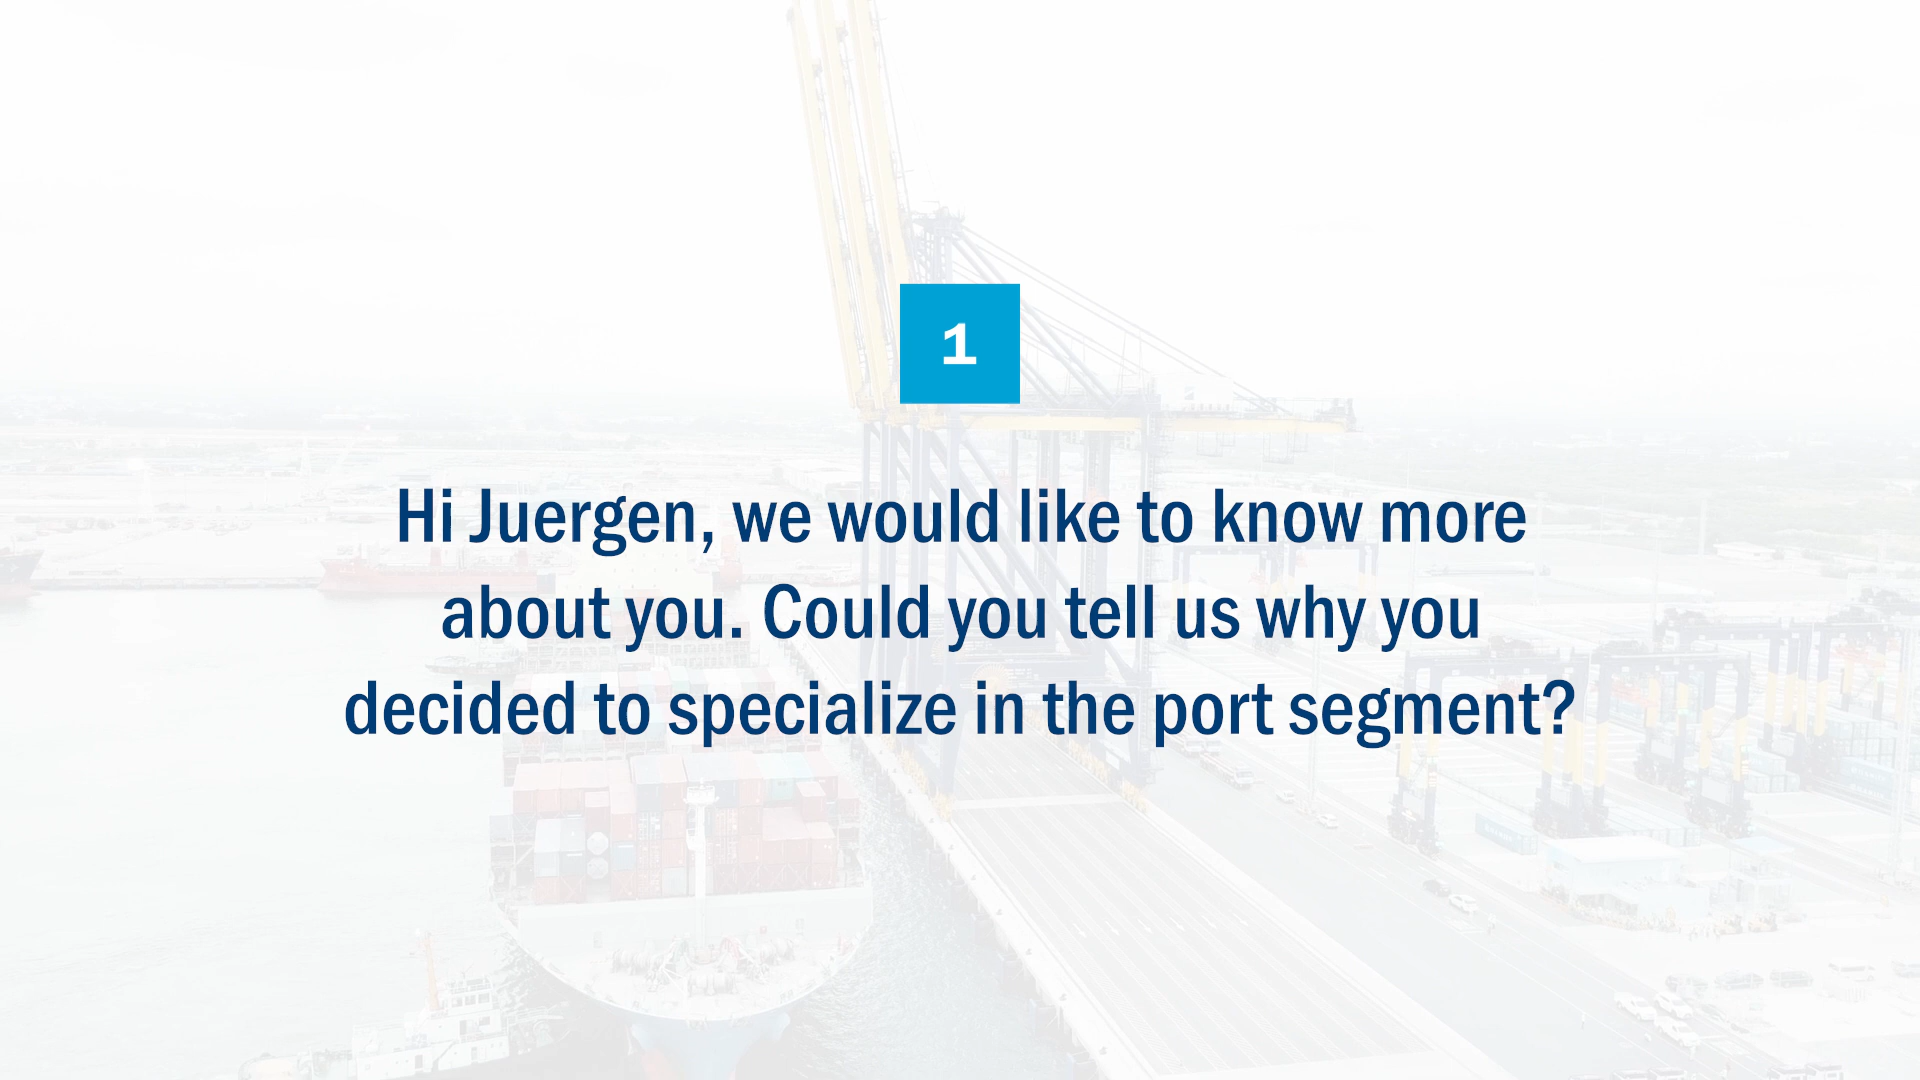 1
Hi Juergen, we would like to know more
about you. Could you tell us why you
decided to specialize in the port segment?